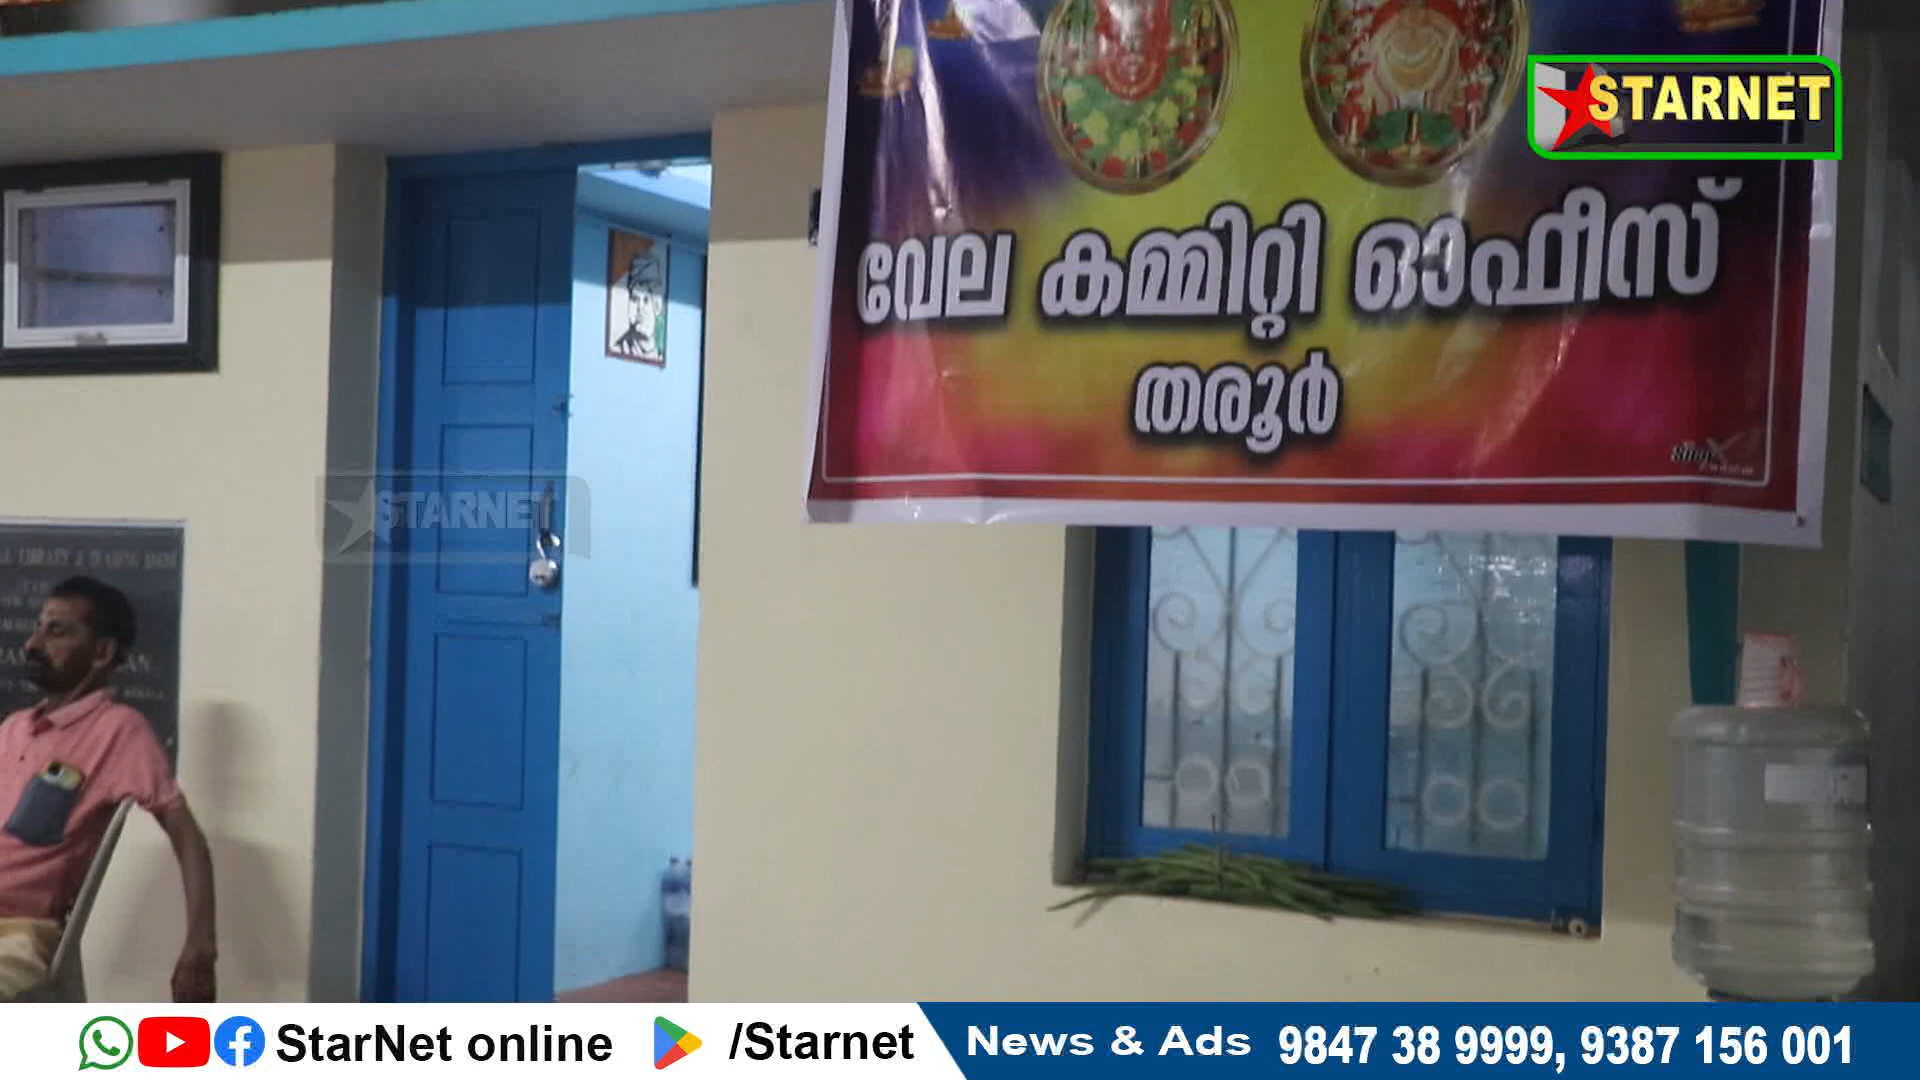 STARNET
വേല കമ്മിറ്റി ഓഫീസ്
തരൂർ
STARNET
StarNet online
/Starnet
News & Ads 9847 38 9999, 9387 156 001